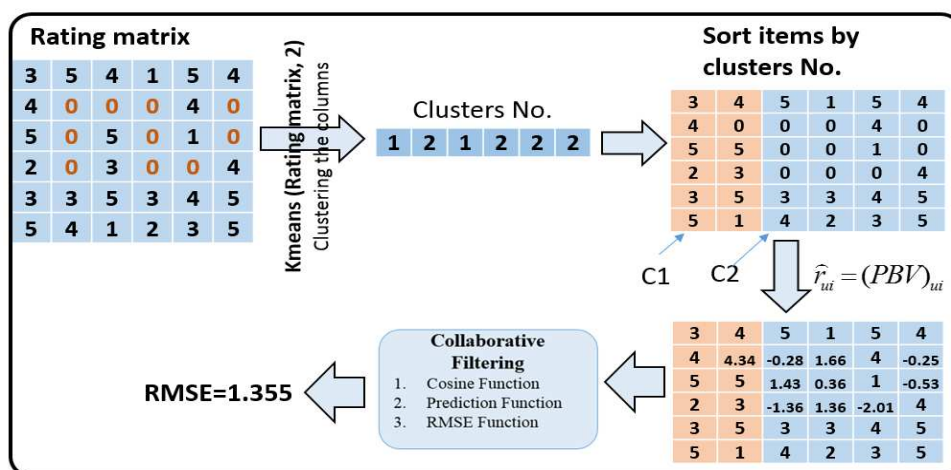 Rating matrix
3 5 4 1 5 4
4 0 0 0 4 0
5 0 5 0 1 0
2 0 3 0 0 4
3 3 5 3 4 5
5 4 1 2 3 5
Kmeans (Rating matrix, 2)
Clustering the columns
Clusters No.
1 2 1 2 2 2
Sort items by
clusters No.
3 4 5 1 5 4
4 0 0 0 4 0
5 5 0 0 1 0
2 3 0 0 0 4
3 5 3 3 4 5
5 1 4 2 3 5
C1
C2
r̂ui = (PBV)ui
3 4 5 1 5 4
4 4.34 -0.28 1.66 4 -0.25
5 5 1.43 0.36 1 -0.53
2 3 -1.36 1.36 -2.01 4
3 5 3 3 4 5
5 1 4 2 3 5
Collaborative
Filtering
1. Cosine Function
2. Prediction Function
3. RMSE Function
RMSE=1.355